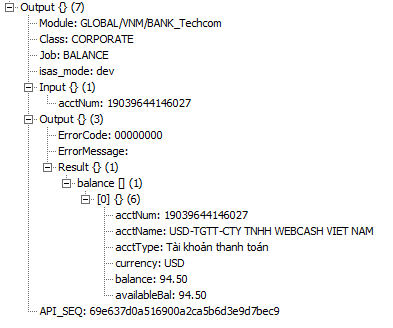 Output {} (7)
Module: GLOBAL/VNM/BANK_Techcom
Class: CORPORATE
Job: BALANCE
isas_mode: dev
Input {} (1)
acctNum: 19039644146027
Output {} (3)
ErrorCode: 00000000
ErrorMessage:
Result {} (1)
balance [] (1)
[0] {} (6)
acctNum: 19039644146027
acctName: USD-TGTT-CTY TNHH WEBCASH VIET NAM
acctType: Tài khoản thanh toán
currency: USD
balance: 94.50
availableBal: 94.50
API_SEQ: 69e637d0a516900a2ca5b6d3e9d7bec9